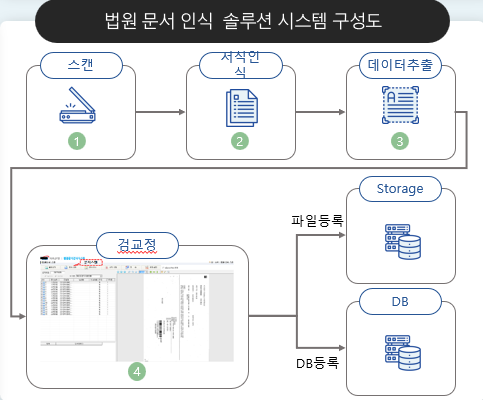 법원 문서 인식 솔루션 시스템 구성도
스캔
서식인
식
데이터추출
1
2
3
검교정
4
파일등록
Storage
DB등록
DB